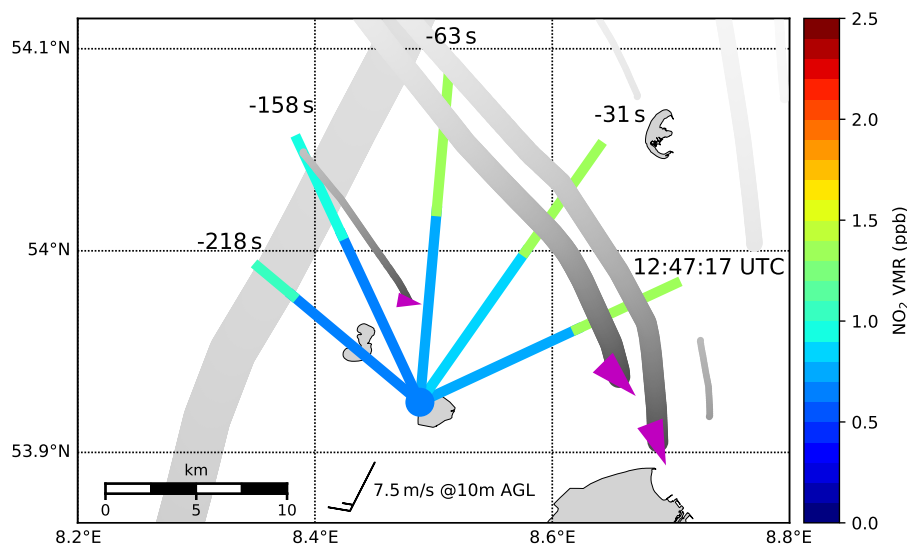 54.1°N
54°N
53.9°N
8.2°E
8.4°E
8.6°E
8.8°E
-63 s
-158 s
-31 s
-218 s
12:47:17 UTC
km
0 5 10
7.5 m/s @10m AGL
2.5
2.0
1.5
1.0
0.5
0.0
NO₂ VMR (ppb)